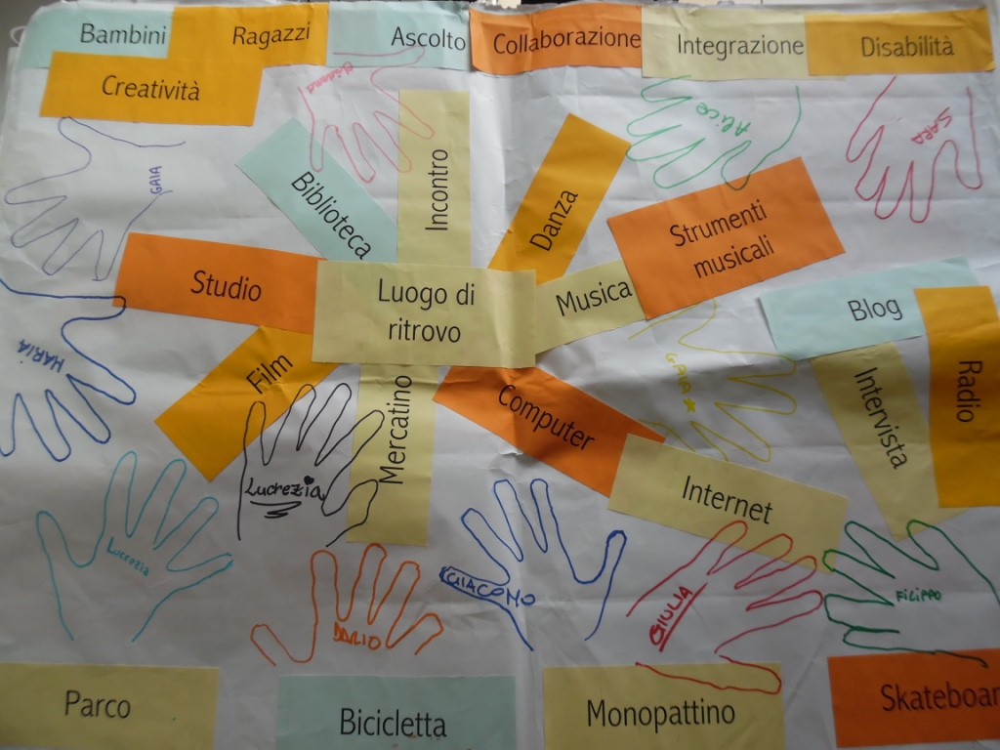 Bambini
Ragazzi
Ascolto
Collaborazione
Integrazione
Disabilità
Creatività
Alice
SARA
GAIA
Biblioteca
Incontro
Danza
Strumenti
musicali
Studio
Luogo di
ritrovo
Musica
Blog
MARIA
Film
Mercatino
Computer
GAIA
Intervista
Radio
Lucrezia
Internet
Lucrezia
GIACOMO
DARIO
GIULIA
FILIPPO
Parco
Bicicletta
Monopattino
Skateboar